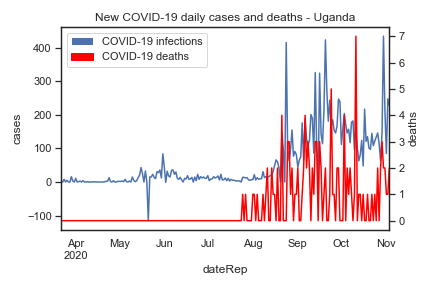 New COVID-19 daily cases and deaths - Uganda
COVID-19 infections
COVID-19 deaths
400
300
200
100
0
−100
cases
7
6
5
4
3
2
1
0
deaths
Apr
2020
May
Jun
Jul
Aug
Sep
Oct
Nov
dateRep